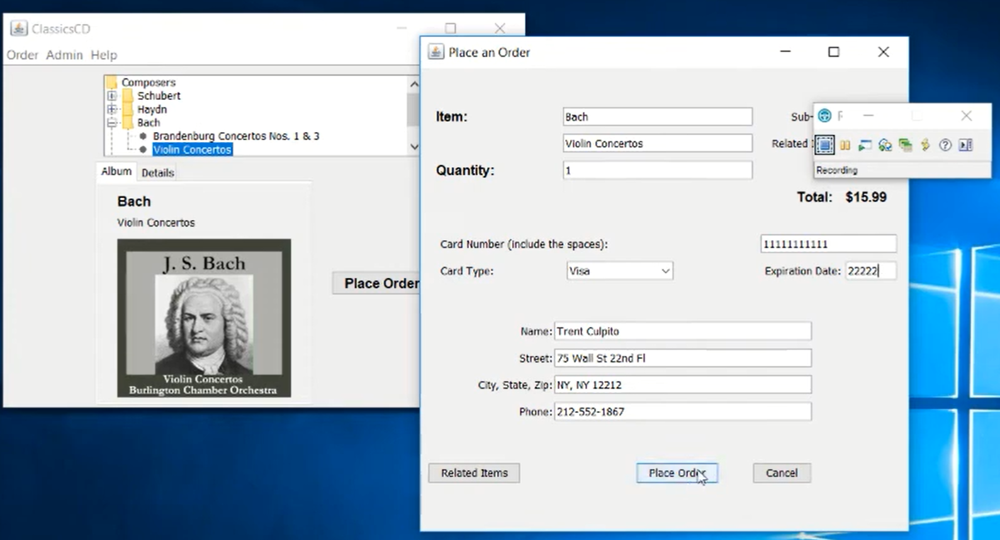 ClassicsCD
Order Admin Help
Composers
Schubert
Haydn
Bach
Brandenburg Concertos Nos. 1 & 3
Violin Concertos
Album Details
Bach
Violin Concertos
J. S. Bach
Violin Concertos
Burlington Chamber Orchestra
Place Order
Place an Order
Item: Bach
Sub-
Violin Concertos
Related
Quantity: 1
Recording
Total: $15.99
Card Number (include the spaces): 11111111111
Card Type: Visa
Expiration Date: 22222
Name: Trent Culpito
Street: 75 Wall St 22nd Fl
City, State, Zip: NY, NY 12212
Phone: 212-552-1867
Related Items Place Order Cancel